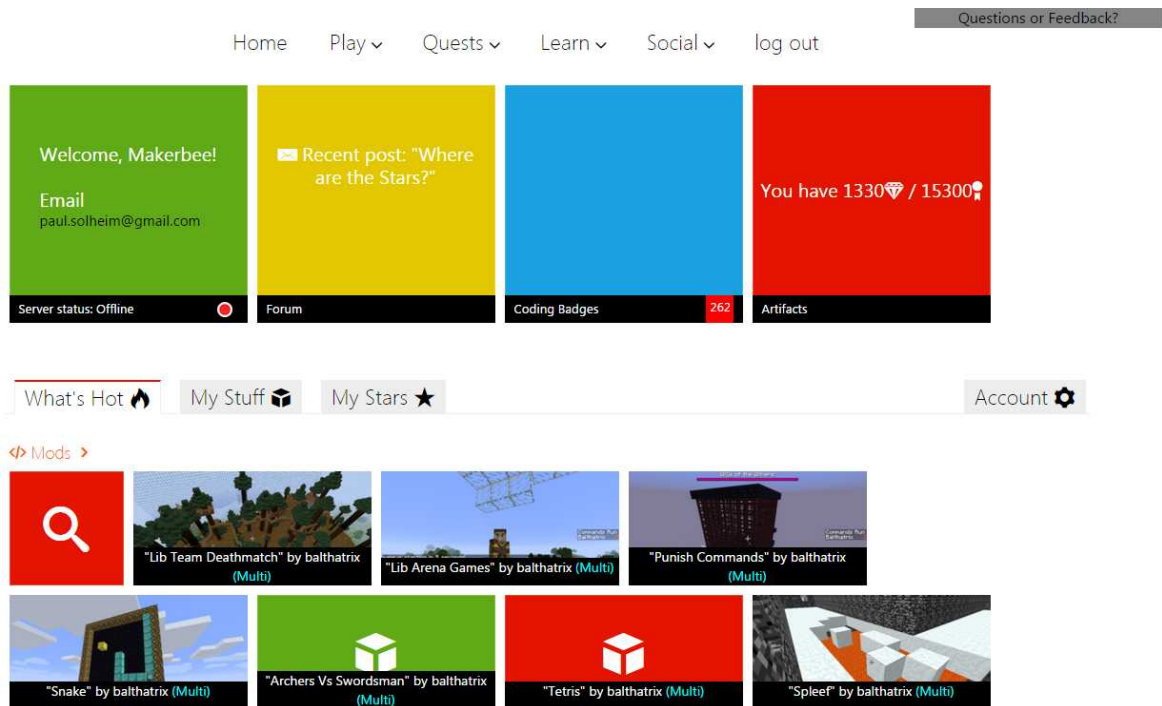 Questions or Feedback?
Home Play Quests Learn Social log out
Welcome, Makerbee!
Email
paul.solheim@gmail.com
Server status: Offline
Recent post: "Where
are the Stars?"
Forum
Coding Badges 262
You have 1330 / 15300
Artifacts
What's Hot My Stuff My Stars Account
</> Mods >
"Lib Team Deathmatch" by balthatrix
(Multi)
"Lib Arena Games" by balthatrix (Multi)
"Punish Commands" by balthatrix
(Multi)
"Snake" by balthatrix (Multi)
"Archers Vs Swordsman" by balthatrix
(Multi)
"Tetris" by balthatrix (Multi)
"Spleef" by balthatrix (Multi)